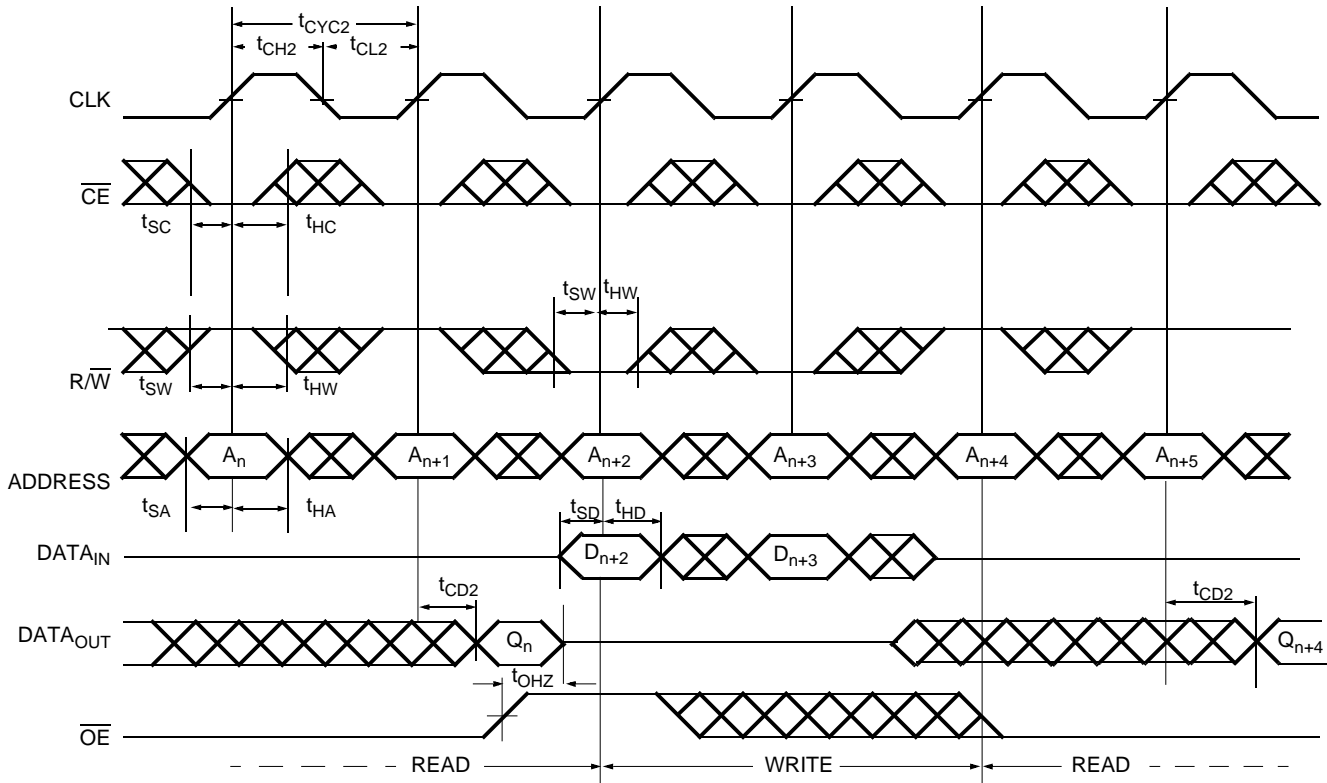 tCYC2
tCH2 tCL2
CLK
CE
tSC tHC
tSW tHW
R/W
tSW tHW
An An+1 An+2 An+3 An+4 An+5
ADDRESS
tSA tHA
tSD tHD
DATAIN
Dn+2 Dn+3
tCD2 tCD2
DATAOUT
Qn Qn+4
tOHZ
OE
READ WRITE READ